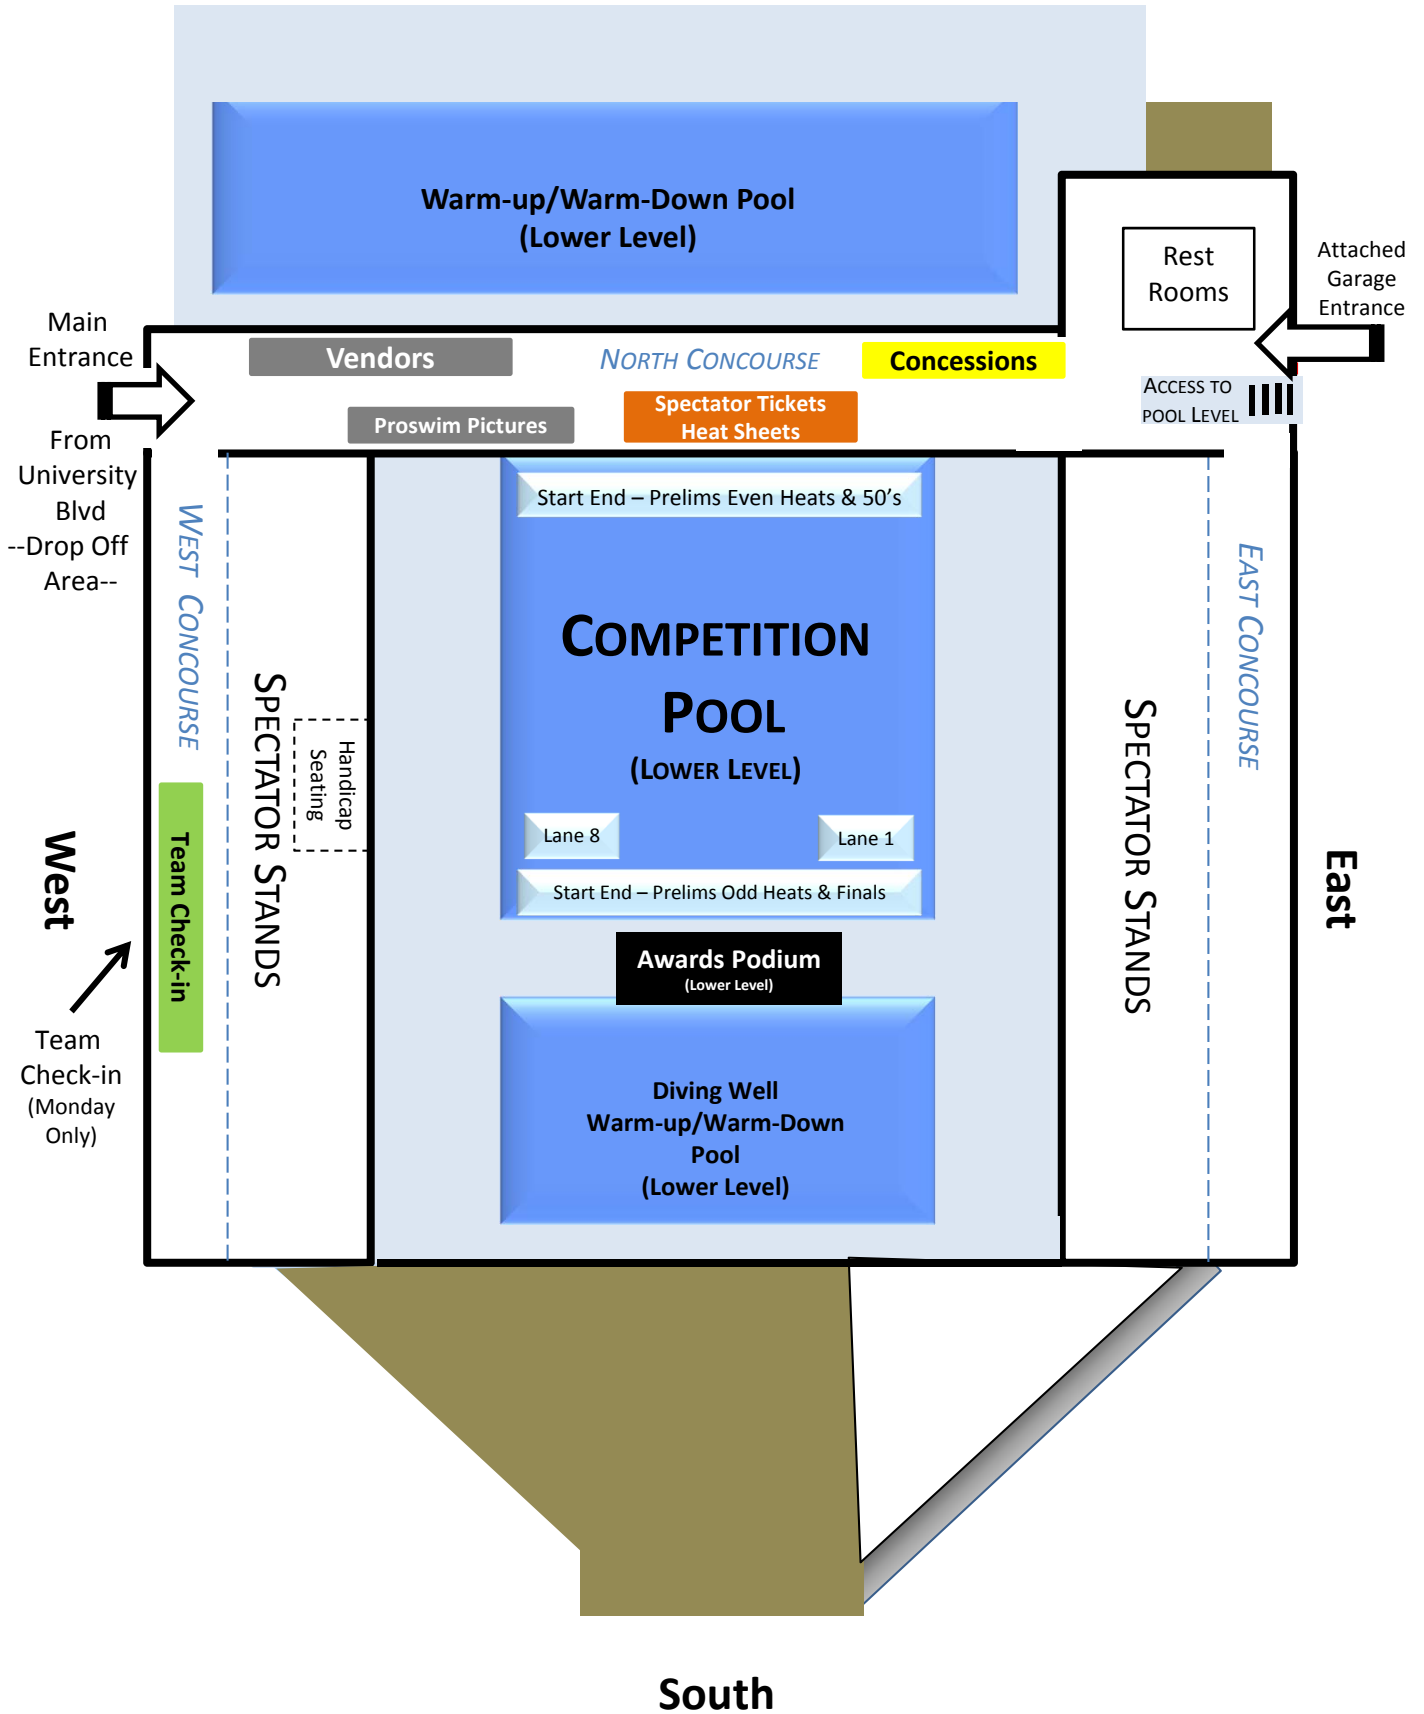 Warm-up/Warm-Down Pool
(Lower Level)
Rest
Rooms
Attached
Garage
Entrance
Main
Entrance
Vendors
NORTH CONCOURSE
Concessions
ACCESS TO
POOL LEVEL
Proswim Pictures
Spectator Tickets
Heat Sheets
From
University
Blvd
--Drop Off
Area--
Start End – Prelims Even Heats & 50's
WEST CONCOURSE
EAST CONCOURSE
COMPETITION
POOL
(LOWER LEVEL)
SPECTATOR STANDS
Handicap
Seating
SPECTATOR STANDS
Lane 8
Lane 1
Start End – Prelims Odd Heats & Finals
West
Team Check-in
East
Awards Podium
(Lower Level)
Team
Check-in
(Monday
Only)
Diving Well
Warm-up/Warm-Down
Pool
(Lower Level)
South